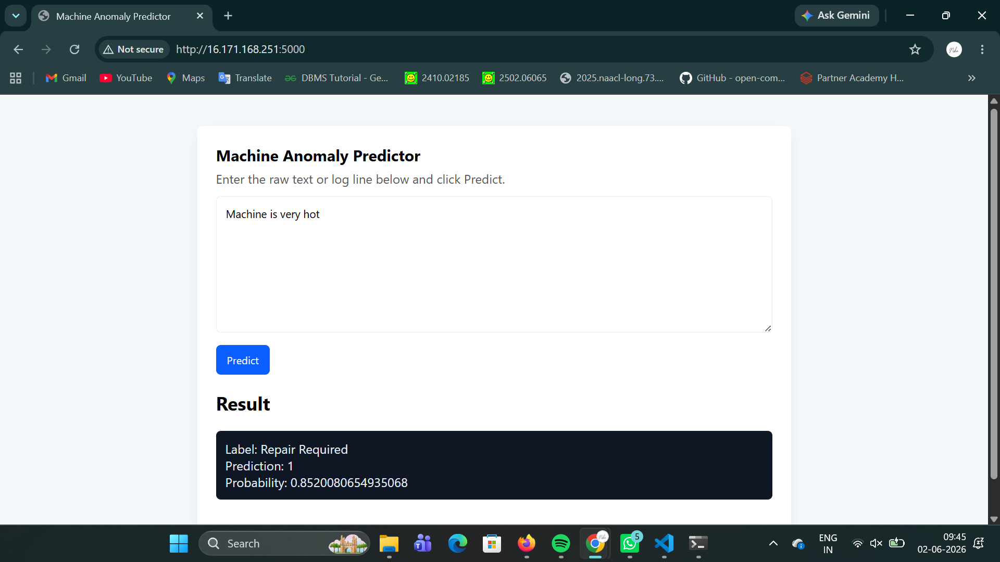 Machine Anomaly Predictor
Ask Gemini
Not secure
http://16.171.168.251:5000
Gmail
YouTube
Maps
Translate
DBMS Tutorial - Ge...
2410.02185
2502.06065
2025.naacl-long.73....
GitHub - open-com...
Partner Academy H...
Machine Anomaly Predictor
Enter the raw text or log line below and click Predict.
Machine is very hot
Predict
Result
Label: Repair Required
Prediction: 1
Probability: 0.8520080654935068
Search
5
ENG
IN
09:45
02-06-2026